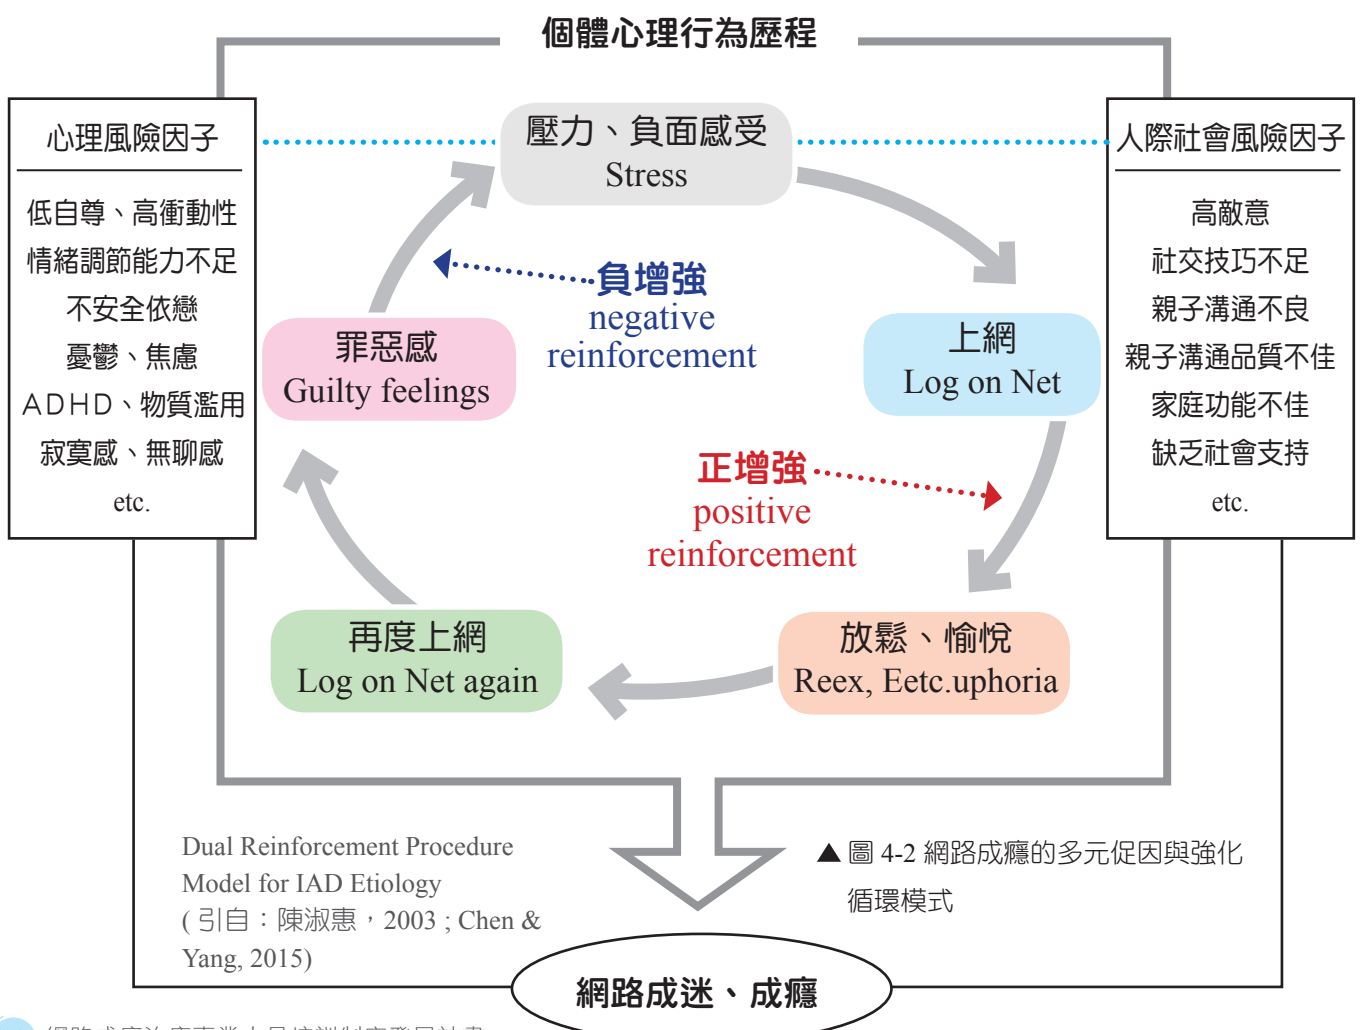 個體心理行為歷程
心理風險因子
低自尊、高衝動性
情緒調節能力不足
不安全依戀
憂鬱、焦慮
ADHD、物質濫用
寂寞感、無聊感
etc.
壓力、負面感受
Stress
人際社會風險因子
高敵意
社交技巧不足
親子溝通不良
親子溝通品質不佳
家庭功能不佳
缺乏社會支持
etc.
負增強
negative
reinforcement
罪惡感
Guilty feelings
上網
Log on Net
正增強
positive
reinforcement
再度上網
Log on Net again
放鬆、愉悅
Reex, Eetc.uphoria
Dual Reinforcement Procedure
Model for IAD Etiology
( 引自：陳淑惠，2003 ; Chen &
Yang, 2015)
▲ 圖 4-2 網路成癮的多元促因與強化
循環模式
網路成迷、成癮